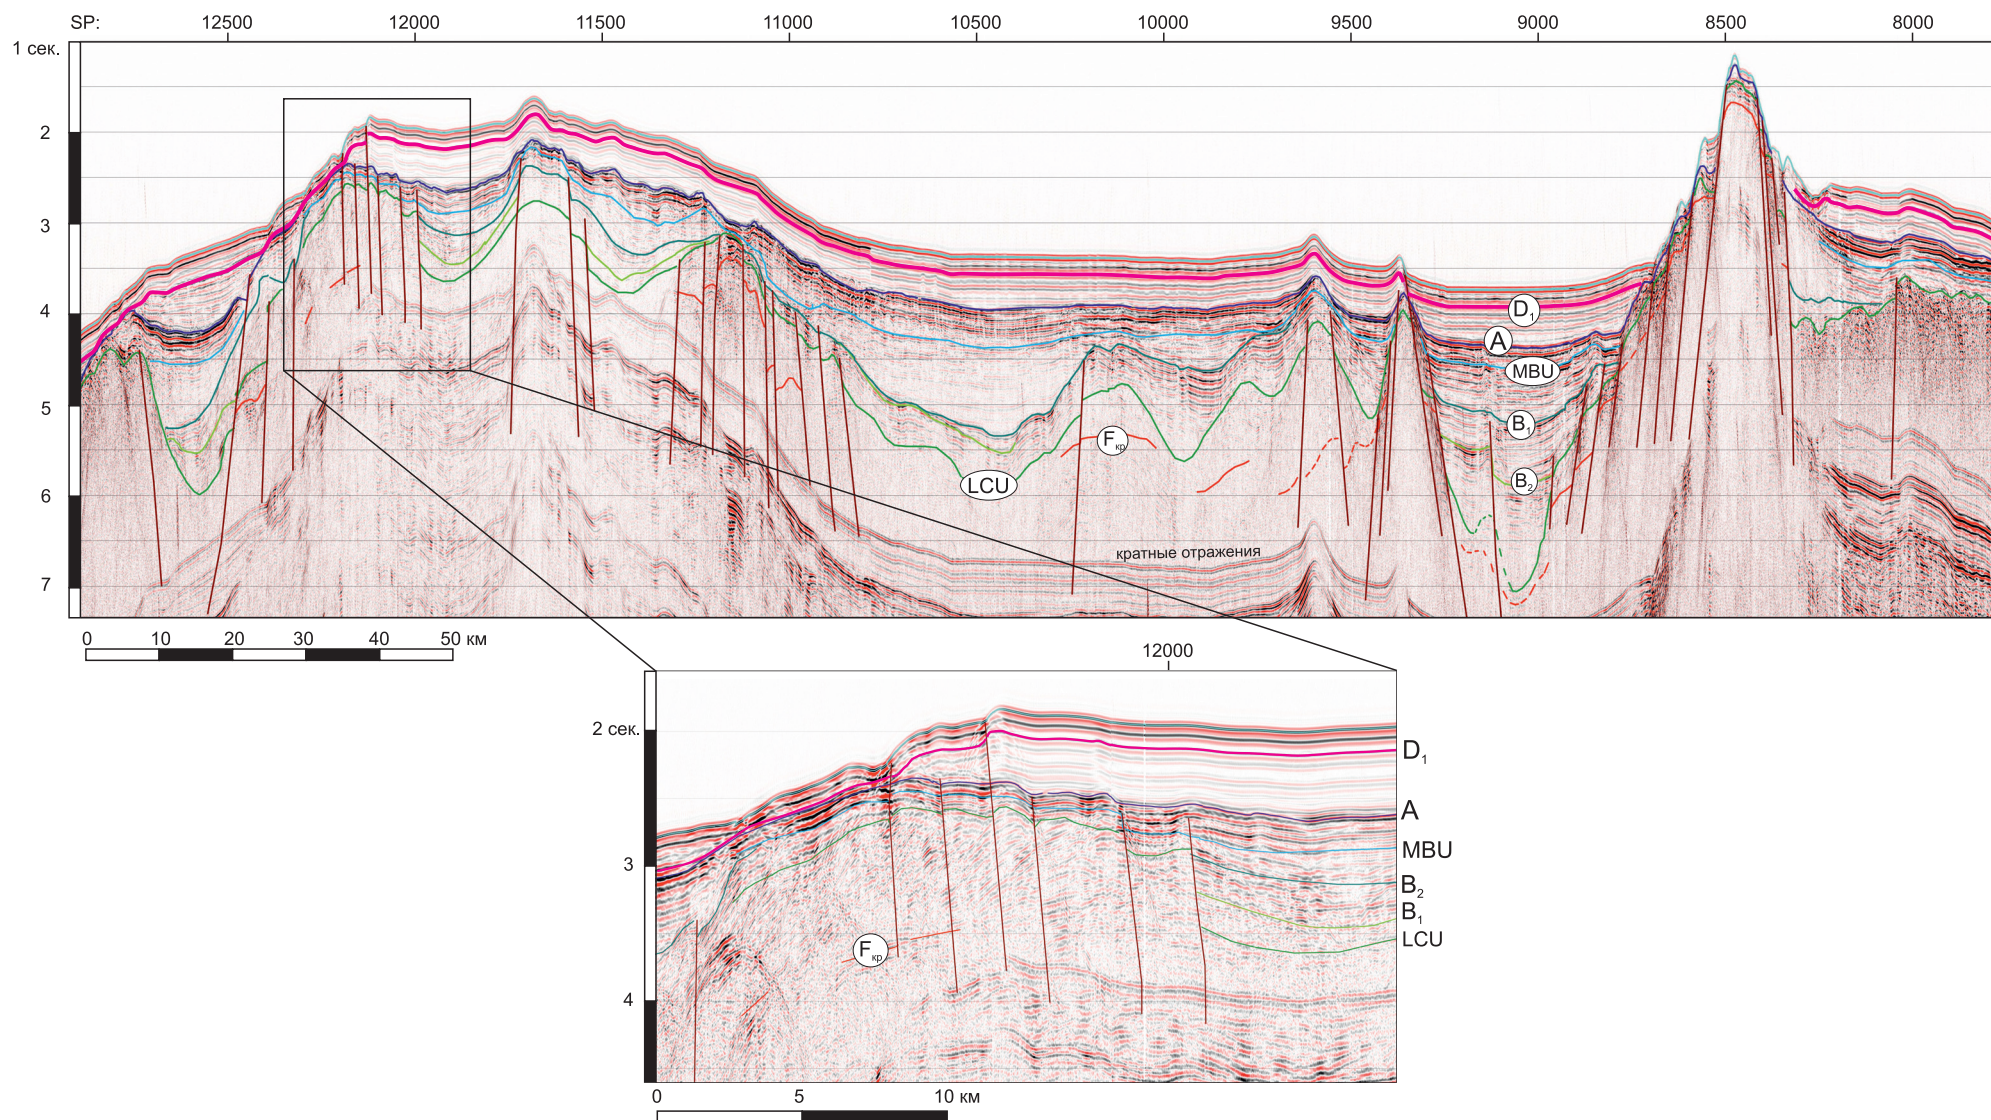 SP: 12500 12000 11500 11000 10500 10000 9500 9000 8500 8000
1 сек.
2
3
4
5
6
7
D₁
A
MBU
B₁
Fкр
B₂
LCU
кратные отражения
0 10 20 30 40 50 км
12000
2 сек.
D₁
A
MBU
3
B₂
B₁
LCU
Fкр
4
0 5 10 км